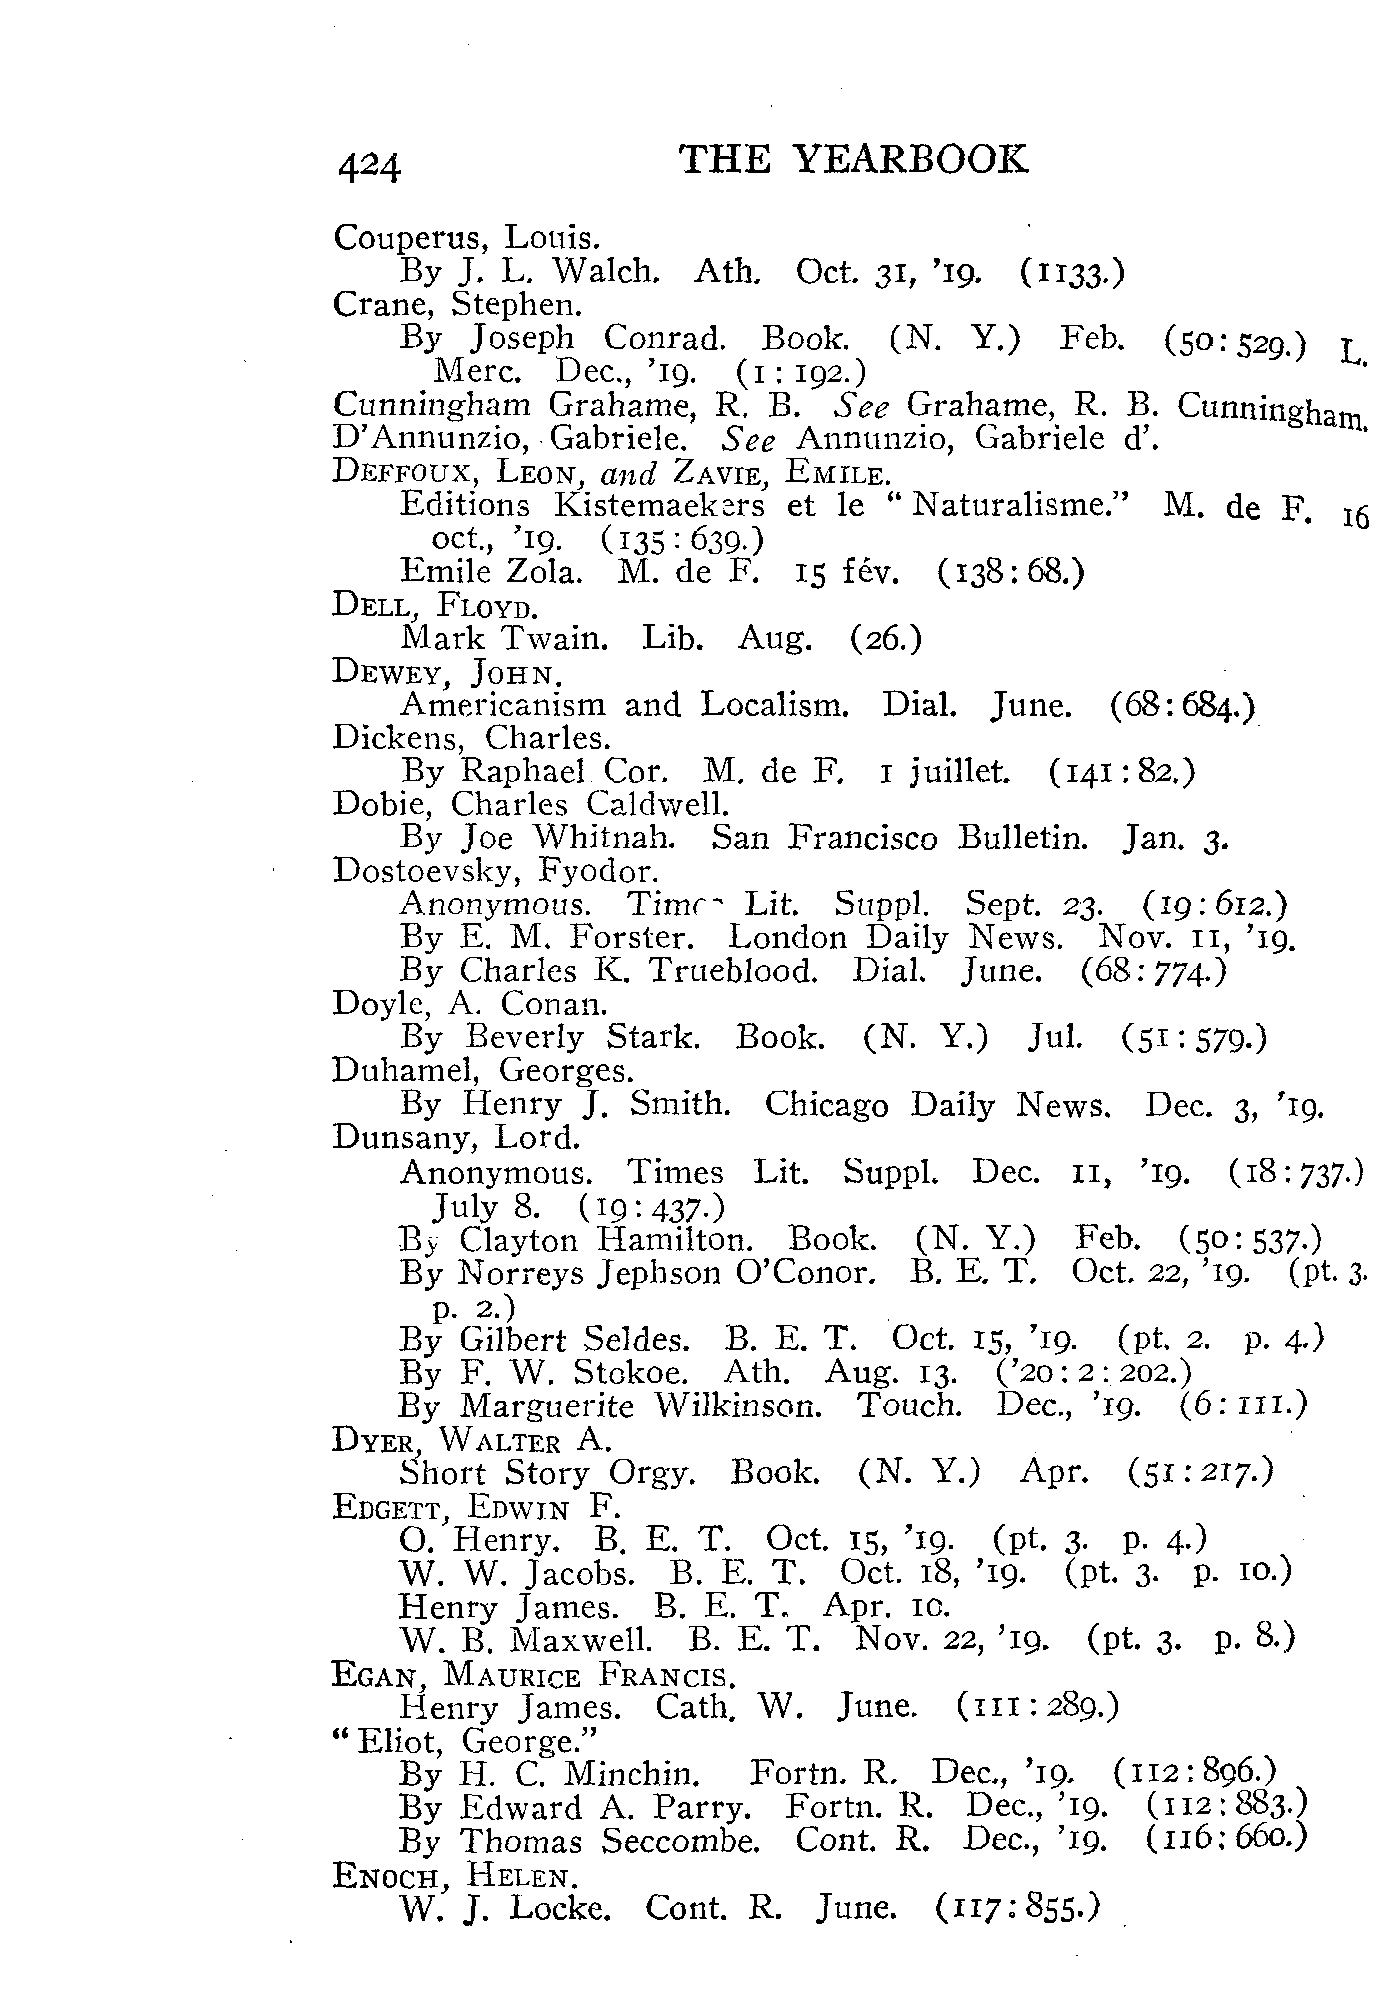 424 THE YEARBOOK
Couperus, Louis.
By J. L. Walch. Ath. Oct. 31, '19. (1133.)
Crane, Stephen.
By Joseph Conrad. Book. (N. Y.) Feb. (50:529.) L.
Merc. Dec., '19. (1:192.)
Cunningham Grahame, R. B. See Grahame, R. B. Cunningham.
D'Annunzio, Gabriele. See Annunzio, Gabriele d'.
DEFFOUX, LEON, and ZAVIE, EMILE.
Editions Kistemaekers et le "Naturalisme." M. de F. 16
oct., '19. (135:639.)
Emile Zola. M. de F. 15 fév. (138:68.)
DELL, FLOYD.
Mark Twain. Lib. Aug. (26.)
DEWEY, JOHN.
Americanism and Localism. Dial. June. (68:684.)
Dickens, Charles.
By Raphael Cor. M. de F. 1 juillet. (141:82.)
Dobie, Charles Caldwell.
By Joe Whitnah. San Francisco Bulletin. Jan. 3.
Dostoevsky, Fyodor.
Anonymous. Times Lit. Suppl. Sept. 23. (19:612.)
By E. M. Forster. London Daily News. Nov. 11, '19.
By Charles K. Trueblood. Dial. June. (68:774.)
Doyle, A. Conan.
By Beverly Stark. Book. (N. Y.) Jul. (51:579.)
Duhamel, Georges.
By Henry J. Smith. Chicago Daily News. Dec. 3, '19.
Dunsany, Lord.
Anonymous. Times Lit. Suppl. Dec. 11, '19. (18:737.)
July 8. (19:437.)
By Clayton Hamilton. Book. (N. Y.) Feb. (50:537.)
By Norreys Jephson O'Conor. B. E. T. Oct. 22, '19. (pt. 3.
p. 2.)
By Gilbert Seldes. B. E. T. Oct. 15, '19. (pt. 2. p. 4.)
By F. W. Stokoe. Ath. Aug. 13. ('20:2:202.)
By Marguerite Wilkinson. Touch. Dec., '19. (6:111.)
DYER, WALTER A.
Short Story Orgy. Book. (N. Y.) Apr. (51:217.)
EDGETT, EDWIN F.
O. Henry. B. E. T. Oct. 15, '19. (pt. 3. p. 4.)
W. W. Jacobs. B. E. T. Oct. 18, '19. (pt. 3. p. 10.)
Henry James. B. E. T. Apr. 10.
W. B. Maxwell. B. E. T. Nov. 22, '19. (pt. 3. p. 8.)
EGAN, MAURICE FRANCIS.
Henry James. Cath. W. June. (111:289.)
"Eliot, George."
By H. C. Minchin. Fortn. R. Dec., '19. (112:896.)
By Edward A. Parry. Fortn. R. Dec., '19. (112:883.)
By Thomas Seccombe. Cont. R. Dec., '19. (116:660.)
ENOCH, HELEN.
W. J. Locke. Cont. R. June. (117:855.)